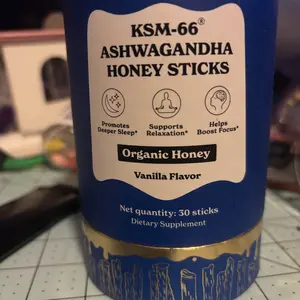 KSM-66®
ASHWAGANDHA
HONEY STICKS
Promotes
Deeper Sleep*
Supports
Relaxation*
Helps
Boost Focus*
Organic Honey
Vanilla Flavor
Net quantity: 30 sticks
Dietary Supplement